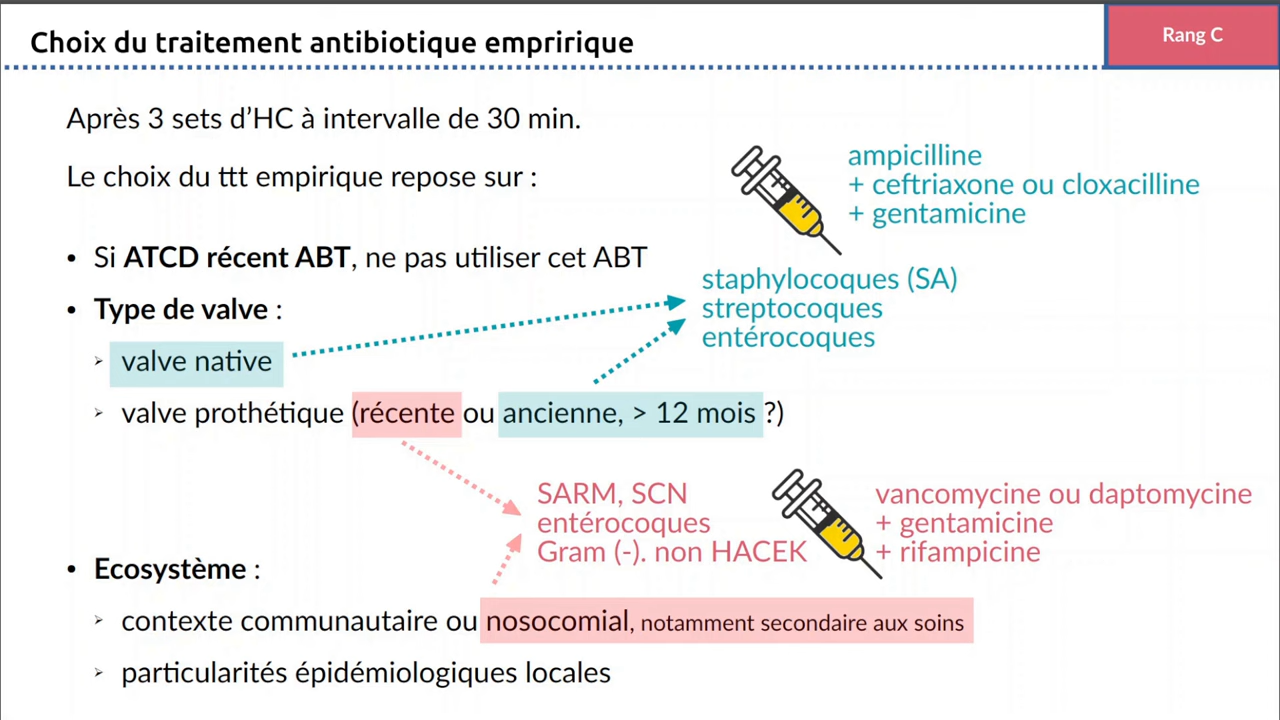 Choix du traitement antibiotique empririque
Rang C
Après 3 sets d'HC à intervalle de 30 min.
Le choix du ttt empirique repose sur :
ampicilline
+ ceftriaxone ou cloxacilline
+ gentamicine
• Si ATCD récent ABT, ne pas utiliser cet ABT
• Type de valve :
staphylocoques (SA)
streptocoques
entérocoques
➢ valve native
➢ valve prothétique (récente ou ancienne, > 12 mois ?)
SARM, SCN
entérocoques
Gram (-). non HACEK
vancomycine ou daptomycine
+ gentamicine
+ rifampicine
• Ecosystème :
➢ contexte communautaire ou nosocomial, notamment secondaire aux soins
➢ particularités épidémiologiques locales